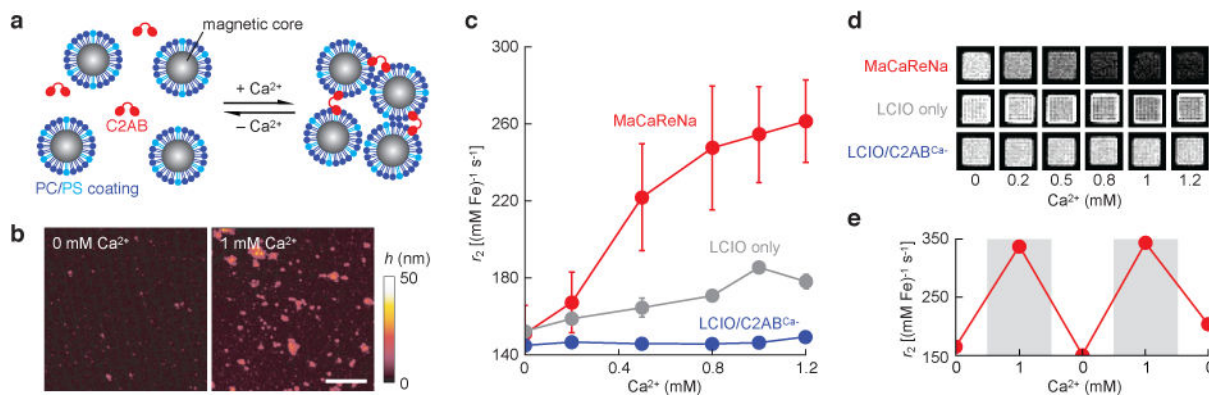 a
magnetic core
C2AB
PC/PS coating
+ Ca²⁺
− Ca²⁺
b
0 mM Ca²⁺
1 mM Ca²⁺
h (nm)
50
0
c
300
260
220
180
140
r₂ [(mM Fe)⁻¹ s⁻¹]
MaCaReNa
LCIO only
LCIO/C2ABᶜᵃ⁻
0 0.4 0.8 1.2
Ca²⁺ (mM)
d
MaCaReNa
LCIO only
LCIO/C2ABᶜᵃ⁻
0 0.2 0.5 0.8 1 1.2
Ca²⁺ (mM)
e
350
250
150
r₂ [(mM Fe)⁻¹ s⁻¹]
0 1 0 1 0
Ca²⁺ (mM)